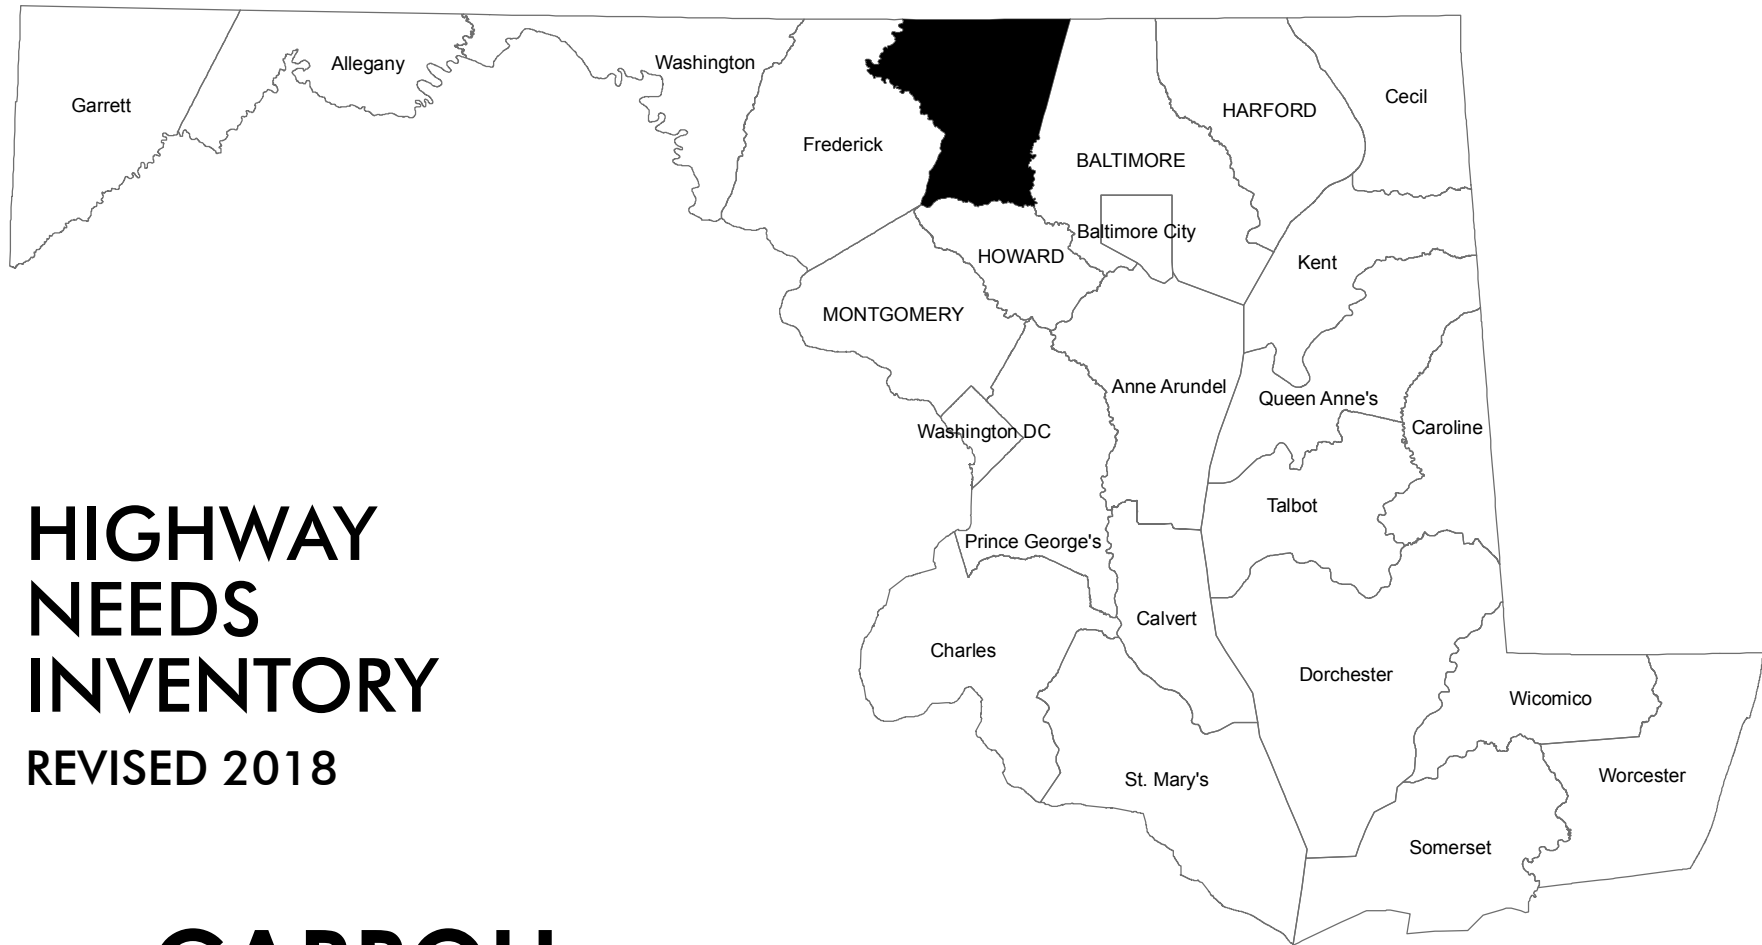 Garrett
Allegany
Washington
Frederick
HARFORD
Cecil
BALTIMORE
Baltimore City
HOWARD
Kent
MONTGOMERY
Anne Arundel
Queen Anne's
Caroline
Washington DC
Talbot
Prince George's
Calvert
Charles
Dorchester
Wicomico
St. Mary's
Worcester
Somerset
HIGHWAY
NEEDS
INVENTORY
REVISED 2018
CARROLL